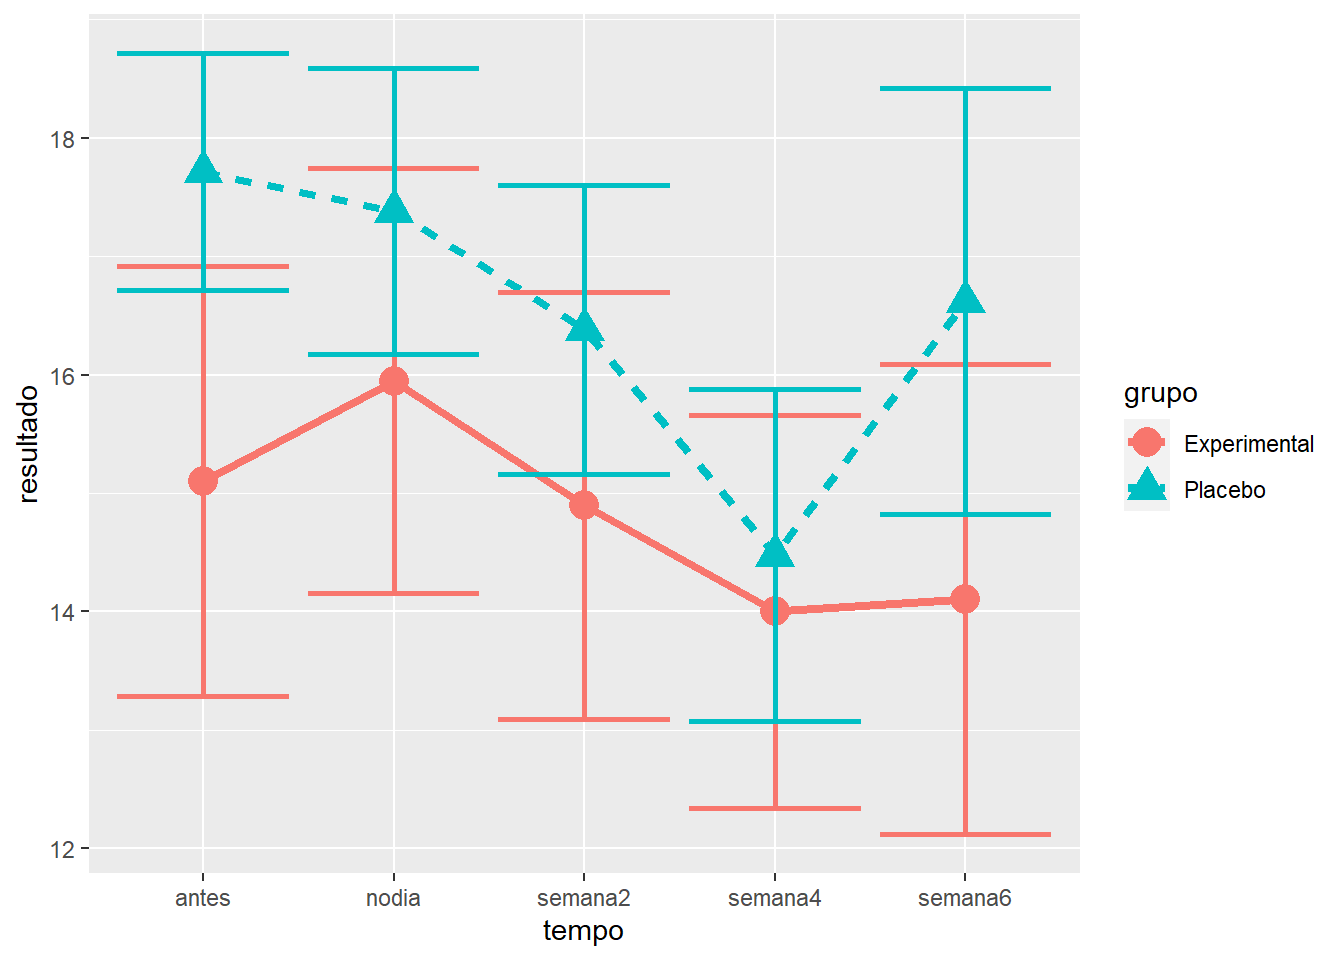 resultado
18
16
14
12
antes
nodia
semana2
semana4
semana6
tempo
grupo
Experimental
Placebo